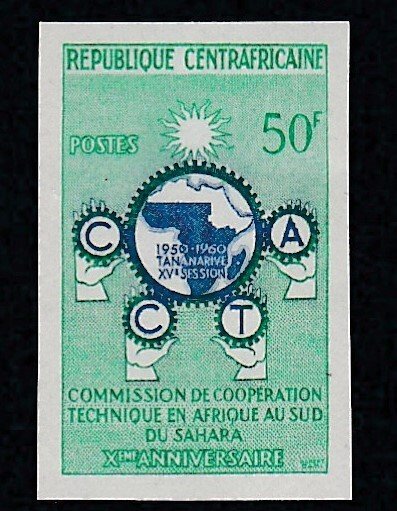 REPUBLIQUE CENTRAFRICAINE
POSTES 50F
1950-1960
TANANARIVE
XVE SESSION
C A
C T
COMMISSION DE COOPÉRATION
TECHNIQUE EN AFRIQUE AU SUD
DU SAHARA
XEME ANNIVERSAIRE